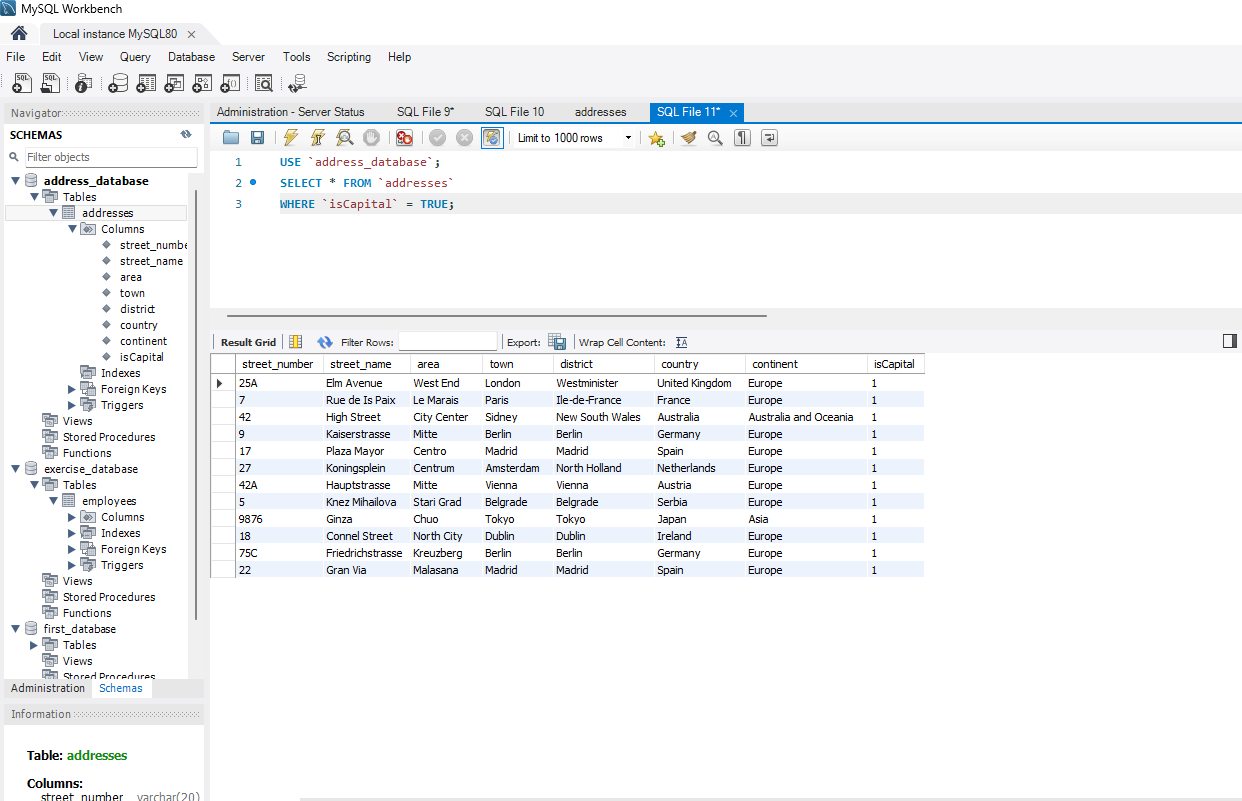 MySQL Workbench
Local instance MySQL80
File Edit View Query Database Server Tools Scripting Help
Navigator
SCHEMAS
Filter objects
address_database
Tables
addresses
Columns
street_numbe
street_name
area
town
district
country
continent
isCapital
Indexes
Foreign Keys
Triggers
Views
Stored Procedures
Functions
exercise_database
Tables
employees
Columns
Indexes
Foreign Keys
Triggers
Views
Stored Procedures
Functions
first_database
Tables
Views
Stored Procedures
Administration Schemas
Information
Table: addresses
Columns:
street_number varchar(20)
Administration - Server Status SQL File 9* SQL File 10 addresses SQL File 11*
Limit to 1000 rows
1 USE `address_database`;
2 SELECT * FROM `addresses`
3 WHERE `isCapital` = TRUE;
Result Grid Filter Rows: Export: Wrap Cell Content: IA
street_number street_name area town district country continent isCapital
25A Elm Avenue West End London Westminister United Kingdom Europe 1
7 Rue de Is Paix Le Marais Paris Ile-de-France France Europe 1
42 High Street City Center Sidney New South Wales Australia Australia and Oceania 1
9 Kaiserstrasse Mitte Berlin Berlin Germany Europe 1
17 Plaza Mayor Centro Madrid Madrid Spain Europe 1
27 Koningsplein Centrum Amsterdam North Holland Netherlands Europe 1
42A Hauptstrasse Mitte Vienna Vienna Austria Europe 1
5 Knez Mihailova Stari Grad Belgrade Belgrade Serbia Europe 1
9876 Ginza Chuo Tokyo Tokyo Japan Asia 1
18 Connel Street North City Dublin Dublin Ireland Europe 1
75C Friedrichstrasse Kreuzberg Berlin Berlin Germany Europe 1
22 Gran Via Malasana Madrid Madrid Spain Europe 1